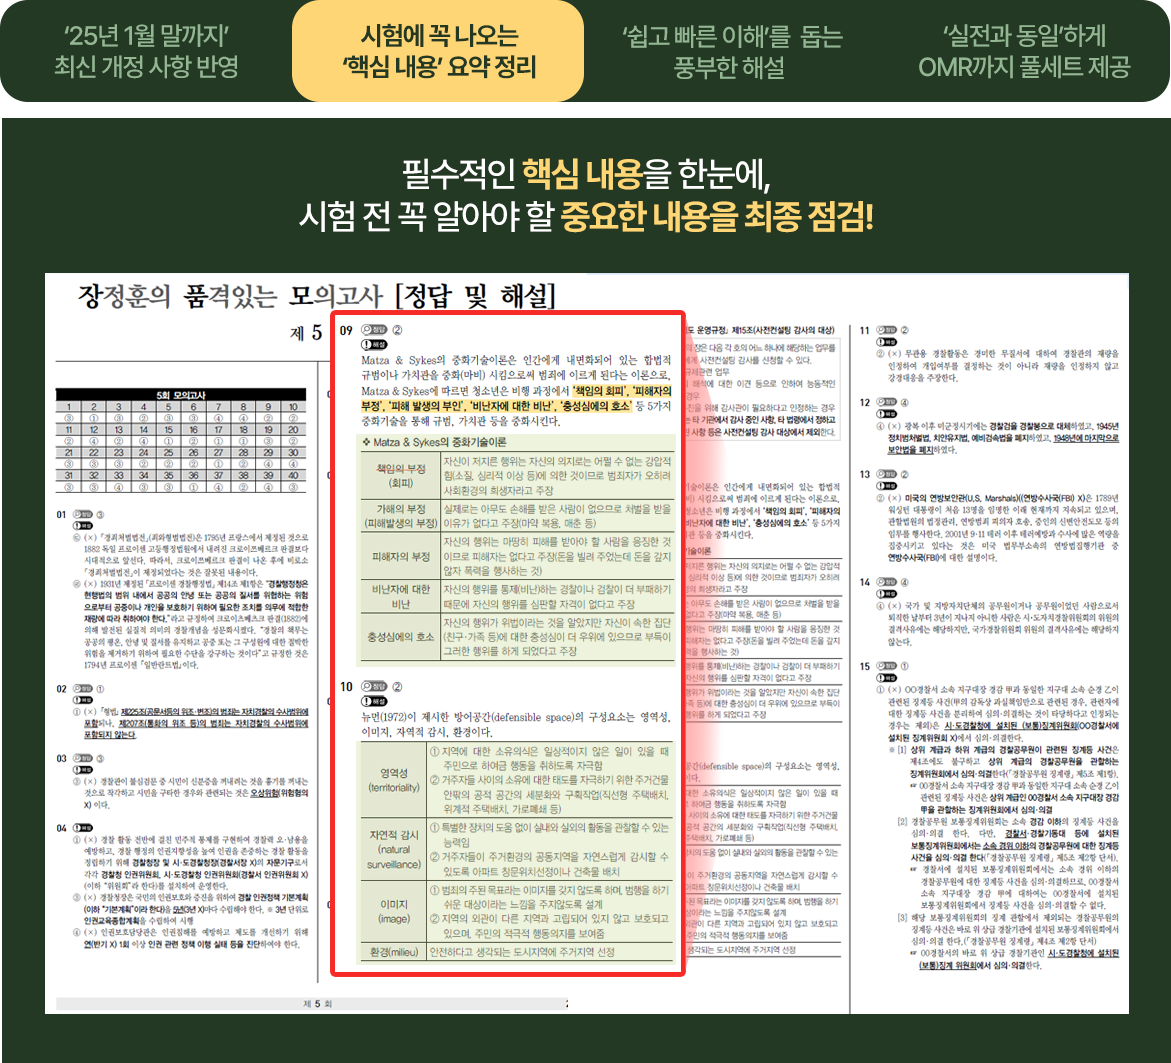 ‘25년 1월 말까지’
최신 개정 사항 반영
시험에 꼭 나오는
‘핵심 내용’ 요약 정리
‘쉽고 빠른 이해’를 돕는
풍부한 해설
‘실전과 동일’하게
OMR까지 풀세트 제공
필수적인 핵심 내용을 한눈에,
시험 전 꼭 알아야 할 중요한 내용을 최종 점검!
장정훈의 품격있는 모의고사 [정답 및 해설]
제 5
5회 모의고사
1 2 3 4 5 6 7 8 9 10
11 12 13 14 15 16 17 18 19 20
21 22 23 24 25 26 27 28 29 30
31 32 33 34 35 36 37 38 39 40
01 정답 ③
해설
㉢ (×) 「경죄처벌법전」(죄와형벌법전)은 1795년 프랑스에서 제정된 것으로
1882 독일 프로이센 고등행정법원에서 내려진 크로이츠베르크 판결보다
시대적으로 앞선다. 따라서, 크로이츠베르크 판결이 나온 후에 비로소
「경죄처벌법전」이 제정되었다는 것은 잘못된 내용이다.
㉣ (×) 1931년 제정된 「프로이센 경찰행정법」 제14조 제1항은 “경찰행정청은
현행법의 범위 내에서 공공의 안녕 또는 공공의 질서를 위협하는 위험
으로부터 공중이나 개인을 보호하기 위하여 필요한 조치를 의무에 적합한
재량에 따라 취하여야 한다.”라고 규정하여 크로이츠베르크 판결(1882)에
의해 발전된 실질적 의미의 경찰개념을 성문화시켰다. “경찰의 책무는
공공의 평온, 안녕 및 질서를 유지하고 공중 또는 그 구성원에 대한 절박한
위험을 제거하기 위하여 필요한 수단을 강구하는 것이다”고 규정한 것은
1794년 프로이센 「일반란트법」이다.
02 정답 ①
해설
① (×) 「형법」 제225조(공문서등의 위조·변조)의 범죄는 자치경찰의 수사범위에
포함되나, 제207조(통화의 위조 등)의 범죄는 자치경찰의 수사범위에
포함되지 않는다.
03 정답 ③
해설
③ (×) 경찰관이 불심검문 중 시민이 신분증을 꺼내려는 것을 흉기를 꺼내는
것으로 착각하고 시민을 구타한 경우와 관련되는 것은 오상위험(위험혐의
X) 이다.
04 해설
① (×) 경찰 활동 전반에 걸친 민주적 통제를 구현하여 경찰력 오·남용을
예방하고, 경찰 행정의 인권지향성을 높여 인권을 존중하는 경찰 활동을
정립하기 위해 경찰청장 및 시·도경찰청장(경찰서장 X)의 자문기구로서
각각 경찰청 인권위원회, 시·도경찰청 인권위원회(경찰서 인권위원회 X)
(이하 “위원회”라 한다)를 설치하여 운영한다.
③ (×) 경찰청장은 국민의 인권보호와 증진을 위하여 경찰 인권정책 기본계획
(이하 “기본계획”이라 한다)을 5년(3년 X)마다 수립해야 한다. ※ 3년 단위로
인권교육종합계획을 수립하여 시행
④ (×) 인권보호담당관은 인권침해를 예방하고 제도를 개선하기 위해
연(반기 X) 1회 이상 인권 관련 정책 이행 실태 등을 진단하여야 한다.
제 5 회
09 정답 ②
해설
Matza & Sykes의 중화기술이론은 인간에게 내면화되어 있는 합법적
규범이나 가치관을 중화(마비) 시킴으로써 범죄에 이르게 된다는 이론으로,
Matza & Sykes에 따르면 청소년은 비행 과정에서 ‘책임의 회피’, ‘피해자의
부정’, ‘피해 발생의 부인’, ‘비난자에 대한 비난’, ‘충성심에의 호소’ 등 5가지
중화기술을 통해 규범, 가치관 등을 중화시킨다.
❖ Matza & Sykes의 중화기술이론
책임의 부정
(회피)
자신이 저지른 행위는 자신의 의지로는 어쩔 수 없는 강압적
힘(소질, 심리적 이상 등)에 의한 것이므로 범죄자가 오히려
사회환경의 희생자라고 주장
가해의 부정
(피해발생의 부정)
실제로는 아무도 손해를 받은 사람이 없으므로 처벌을 받을
이유가 없다고 주장(마약 복용, 매춘 등)
피해자의 부정
자신의 행위는 마땅히 피해를 받아야 할 사람을 응징한 것
이므로 피해자는 없다고 주장(돈을 빌려 주었는데 돈을 갚지
않자 폭력을 행사하는 것)
비난자에 대한
비난
자신의 행위를 통제(비난)하는 경찰이나 검찰이 더 부패하기
때문에 자신의 행위를 심판할 자격이 없다고 주장
충성심에의 호소
자신의 행위가 위법이라는 것을 알았지만 자신이 속한 집단
(친구·가족 등)에 대한 충성심이 더 우위에 있으므로 부득이
그러한 행위를 하게 되었다고 주장
10 정답 ②
해설
뉴먼(1972)이 제시한 방어공간(defensible space)의 구성요소는 영역성,
이미지, 자역적 감시, 환경이다.
영역성
(territoriality)
① 지역에 대한 소유의식은 일상적이지 않은 일이 있을 때
주민으로 하여금 행동을 취하도록 자극함
② 거주자들 사이의 소유에 대한 태도를 자극하기 위한 주거건물
안팎의 공적 공간의 세분화와 구획작업(직선형 주택배치,
위계적 주택배치, 가로폐쇄 등)
자연적 감시
(natural
surveillance)
① 특별한 장치의 도움 없이 실내와 실외의 활동을 관찰할 수 있는
능력임
② 거주자들이 주거환경의 공동지역을 자연스럽게 감시할 수
있도록 아파트 창문위치선정이나 건축물 배치
이미지
(image)
① 범죄의 주된 목표라는 이미지를 갖지 않도록 하며, 범행을 하기
쉬운 대상이라는 느낌을 주지않도록 설계
② 지역의 외관이 다른 지역과 고립되어 있지 않고 보호되고
있으며, 주민의 적극적 행동의지를 보여줌
환경(milieu)
안전하다고 생각되는 도시지역에 주거지역 선정
도 운영규정」 제15조(사전컨설팅 감사의 대상)
11 정답 ②
해설
② (×) 무관용 경찰활동은 경미한 무질서에 대하여 경찰관의 재량을
인정하여 개입여부를 결정하는 것이 아니라 재량을 인정하지 않고
강경대응을 주장한다.
12 정답 ④
해설
④ (×) 광복 이후 미군정시기에는 경찰검을 경찰봉으로 대체하였고, 1945년
정치범처벌법, 치안유지법, 예비검속법을 폐지하였고, 1948년에 마지막으로
보안법을 폐지하였다.
13 정답 ②
해설
② (×) 미국의 연방보안관(U.S, Marshals)(연방수사국(FBI) X)은 1789년
워싱턴 대통령이 처음 13명을 임명한 이래 현재까지 지속되고 있으며,
관할법원의 법정관리, 연방범죄 피의자 호송, 증인의 신변안전도모 등의
임무를 수행한다. 2001년 9·11 테러 이후 테러예방과 수사에 많은 역량을
집중시키고 있다는 것은 미국 법무부소속의 연방범집행기관 중
연방수사국(FBI)에 대한 설명이다.
14 정답 ④
해설
④ (×) 국가 및 지방자치단체의 공무원이거나 공무원이었던 사람으로서
퇴직한 날부터 3년이 지나지 아니한 사람은 시·도자치경찰위원회의 위원의
결격사유에는 해당하지만, 국가경찰위원회 위원의 결격사유에는 해당하지
않는다.
15 정답 ①
해설
① (×) OO경찰서 소속 지구대장 경감 甲과 동일한 지구대 소속 순경 乙이
관련된 징계등 사건(甲의 감독상 과실책임만으로 관련된 경우, 관련자에
대한 징계등 사건을 분리하여 심의·의결하는 것이 타당하다고 인정되는
경우는 제외)은 시·도경찰청에 설치된 (보통)징계위원회(OO경찰서에
설치된 징계위원회 X)에서 심의·의결한다.
※ [1] 상위 계급과 하위 계급의 경찰공무원이 관련된 징계등 사건은
제4조에도 불구하고 상위 계급의 경찰공무원을 관할하는
징계위원회에서 심의·의결한다(「경찰공무원 징계령」 제5조 제1항).
☞ OO경찰서 소속 지구대장 경감 甲과 동일한 지구대 소속 순경 乙이
관련된 징계등 사건은 상위 계급인 OO경찰서 소속 지구대장 경감
甲을 관할하는 징계위원회에서 심의·의결
[2] 경찰공무원 보통징계위원회는 소속 경감 이하의 징계등 사건을
심의·의결 한다. 다만, 경찰서·경찰기동대 등에 설치된
보통징계위원회에서는 소속 경위 이하의 경찰공무원에 대한 징계등
사건을 심의·의결 한다(「경찰공무원 징계령」 제5조 제2항 단서).
☞ 경찰서에 설치된 보통징계위원회에서는 소속 경위 이하의
경찰공무원에 대한 징계등 사건을 심의·의결하므로, OO경찰서
소속 지구대장 경감 甲에 대하여는 OO경찰서에 설치된
보통징계위원회에서 징계등 사건을 심의·의결할 수 없다.
[3] 해당 보통징계위원회의 징계 관할에서 제외되는 경찰공무원의
징계등 사건은 바로 위 상급 경찰기관에 설치된 보통징계위원회에서
심의·의결 한다.(「경찰공무원 징계령」 제4조 제2항 단서)
☞ OO경찰서의 바로 위 상급 경찰기관인 시·도경찰청에 설치된
(보통)징계 위원회에서 심의·의결한다.